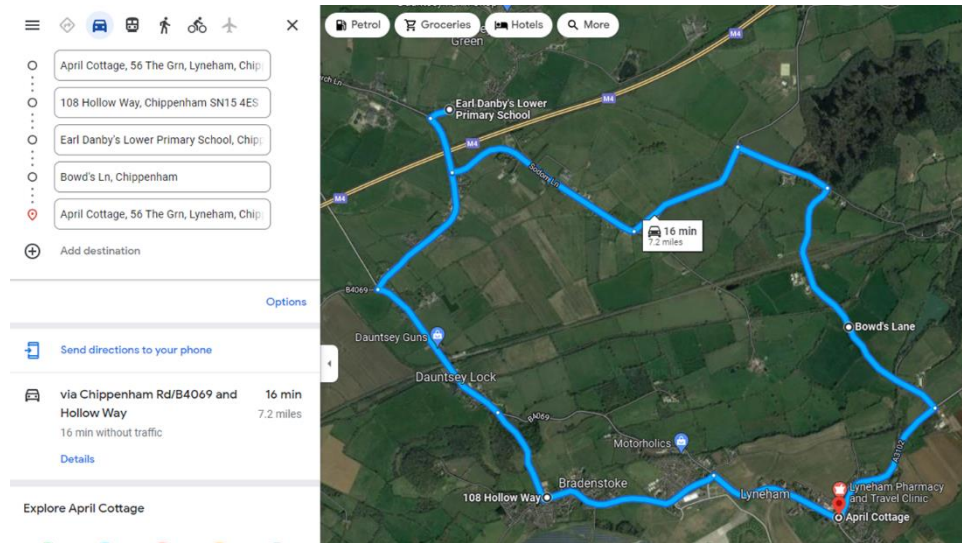 April Cottage, 56 The Grn, Lyneham, Chip
108 Hollow Way, Chippenham SN15 4ES
Earl Danby's Lower Primary School, Chip
Bowd's Ln, Chippenham
April Cottage, 56 The Grn, Lyneham, Chip
Add destination
Options
Send directions to your phone
via Chippenham Rd/B4069 and
Hollow Way
16 min
7.2 miles
16 min without traffic
Details
Explore April Cottage
Petrol
Groceries
Hotels
More
Green
M4
M4
Earl Danby's Lower
Primary School
M4
Sodom Ln
M4
16 min
7.2 miles
B4069
Dauntsey Guns
Bowd's Lane
Dauntsey Lock
B4069
A3102
Motorholics
Bradenstoke
108 Hollow Way
Lyneham
Lyneham Pharmacy
and Travel Clinic
April Cottage